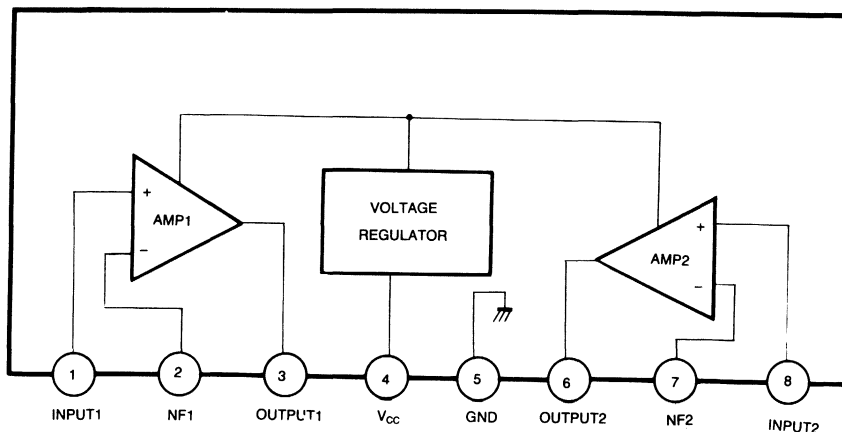 +
AMP1
−
VOLTAGE
REGULATOR
+
AMP2
−
1 2 3 4 5 6 7 8
INPUT1 NF1 OUTPUT1 VCC GND OUTPUT2 NF2 INPUT2